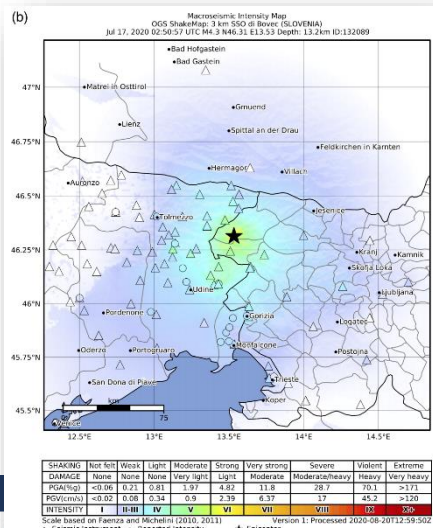 (b)
Macroseismic Intensity Map
OGS ShakeMap: 3 km SSO di Bovec (SLOVENIA)
Jul 17, 2020 02:50:57 UTC M4.3 N46.31 E13.53 Depth: 13.2km ID:132089
Bad Hofgastein
Bad Gastein
47°N
Matrei in Osttirol
Gmuend
Lienz
Spittal an der Drau
46.75°N
Feldkirchen in Karnten
Hermagor
Villach
46.5°N
Auronzo
Jesenice
Tolmezzo
46.25°N
Kranj
Kamnik
Skofja Loka
Udine
Ljubljana
46°N
Pordenone
Gorizia
Logatec
45.75°N
Oderzo
Portogruaro
Monfalcone
Postojna
San Dona di Piave
Trieste
km
Koper
45.5°N
0
75
Venice
12.5°E
13.0°E
13.5°E
14.0°E
14.5°E
SHAKING Not felt Weak Light Moderate Strong Very strong Severe Violent Extreme
DAMAGE None None None Very light Light Moderate Moderate/heavy Heavy Very heavy
PGA(%g) <0.06 0.21 0.81 1.97 4.82 11.8 28.7 70.1 >171
PGV(cm/s) <0.02 0.08 0.34 0.9 2.39 6.37 17 45.2 >120
INTENSITY I II-III IV V VI VII VIII IX X+
Scale based on Faenza and Michelini (2010, 2011) Version 1: Processed 2020-08-20T12:59:50Z
△ Seismic Instrument ○ Reported Intensity ★ Epicenter